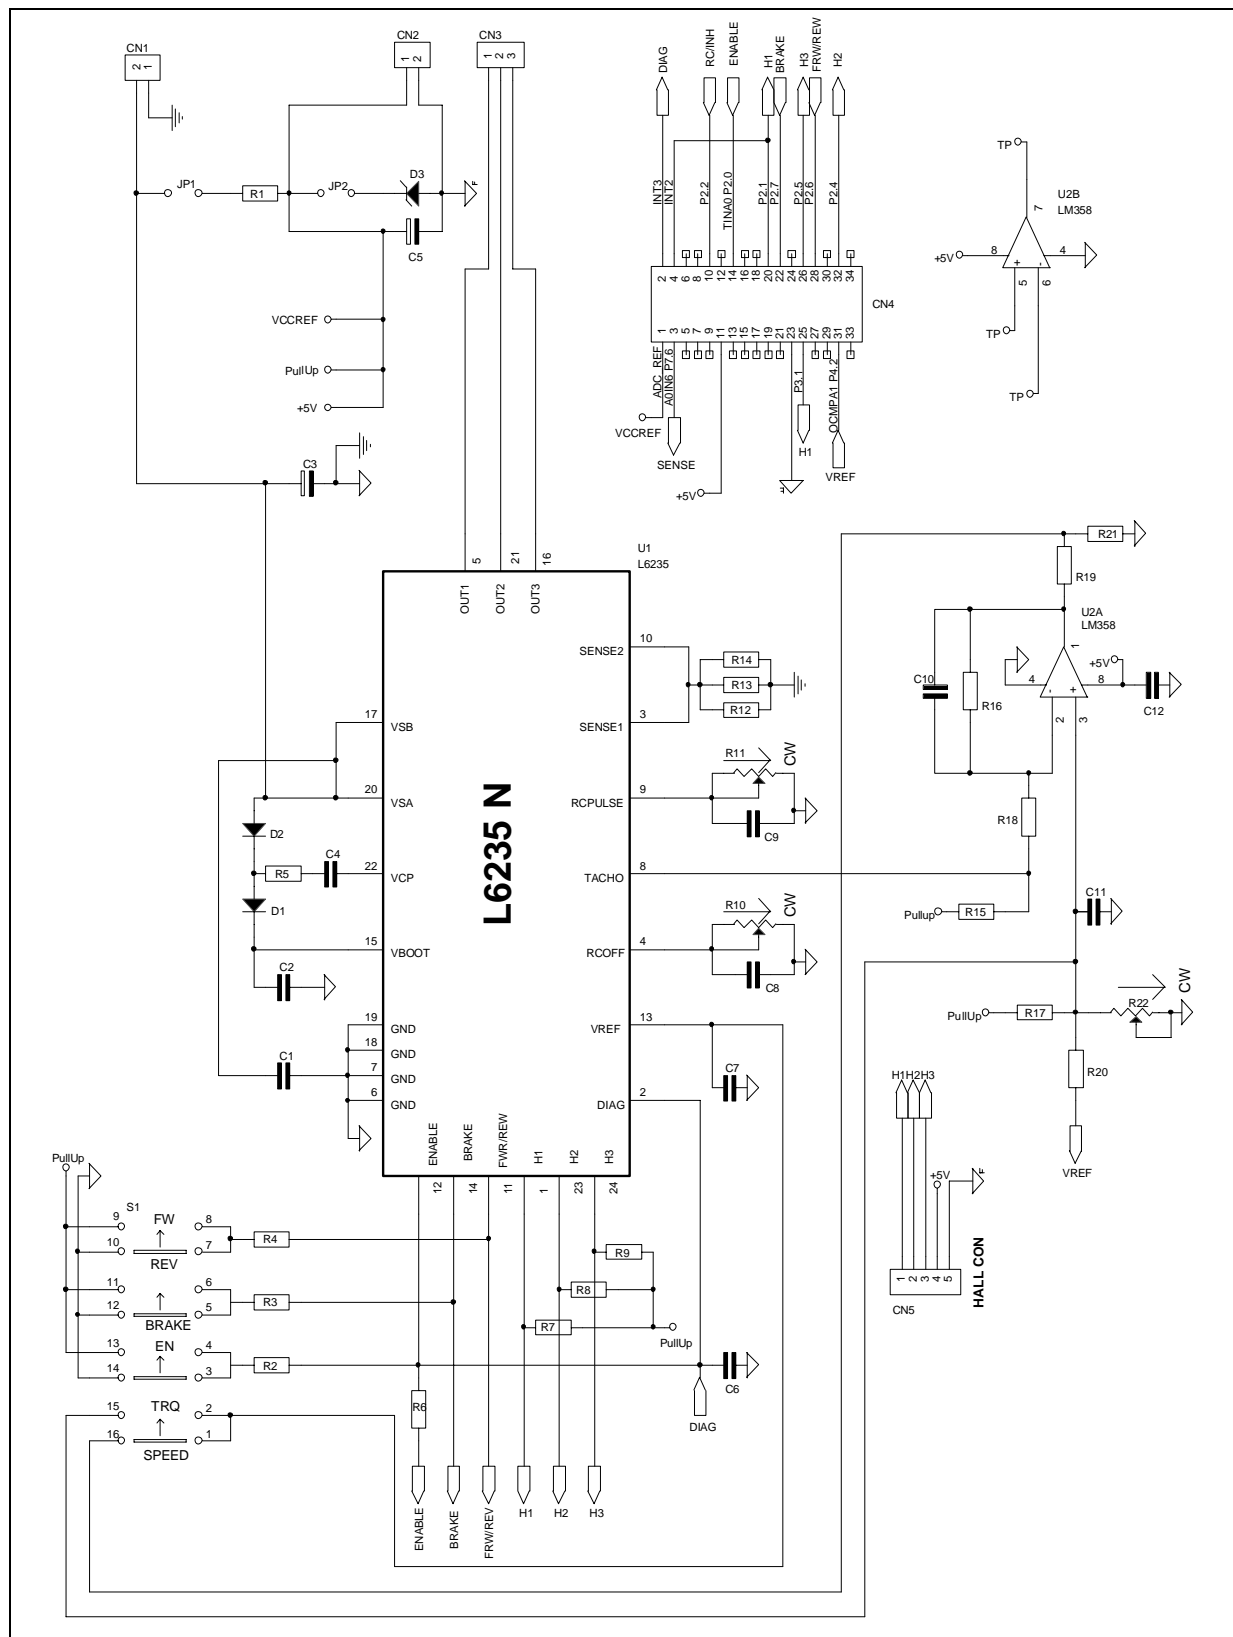 CN1
2 1
CN2
1 2
CN3
1 2 3
JP1
R1
JP2
D3
F
C5
VCCREF
PullUp
+5V
C3
DIAG
RC/INH
ENABLE
H1
BRAKE
H3
FRW/REW
H2
INT3
INT2
P2.2
TINA0 P2.0
P2.1
P2.7
P2.5
P2.6
P2.4
2 4 6 8 10 12 14 16 18 20 22 24 26 28 30 32 34
1 3 5 7 9 11 13 15 17 19 21 23 25 27 29 31 33
CN4
ADC_REF
A0IN6 P7.6
P3.1
OCMPA1 P4.2
VCCREF
SENSE
+5V
H1
VREF
TP
7
U2B
LM358
+5V
8
4
+
-
5
6
TP
TP
U1
L6235
5
21
16
OUT1
OUT2
OUT3
L6235 N
17
VSB
20
VSA
22
VCP
15
VBOOT
19
GND
18
GND
7
GND
6
GND
D2
R5
C4
D1
C2
C1
10
SENSE2
3
SENSE1
9
RCPULSE
8
TACHO
4
RCOFF
13
VREF
2
DIAG
R14
R13
R12
R11
CW
C9
R10
CW
C8
C7
ENABLE
BRAKE
FWR/REW
H1
H2
H3
12
14
11
1
23
24
R21
R19
U2A
LM358
1
+5V
4
8
-
+
2
3
C10
R16
C12
R18
Pullup
R15
C11
PullUp
R17
R22
CW
R20
VREF
H1
H2
H3
+5V
F
1 2 3 4 5
CN5
HALL CON
PullUp
S1
9
FW
8
10
REV
7
R4
11
6
12
BRAKE
5
R3
13
EN
4
14
3
R2
15
TRQ
2
16
SPEED
1
R9
R8
R7
PullUp
R6
C6
DIAG
ENABLE
BRAKE
FRW/REV
H1
H2
H3